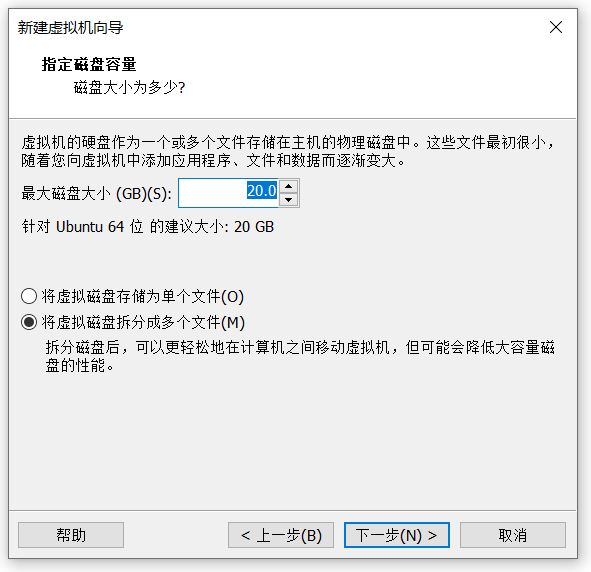 新建虚拟机向导
指定磁盘容量
磁盘大小为多少?
虚拟机的硬盘作为一个或多个文件存储在主机的物理磁盘中。这些文件最初很小，
随着您向虚拟机中添加应用程序、文件和数据而逐渐变大。
最大磁盘大小 (GB)(S): 20.0
针对 Ubuntu 64 位 的建议大小: 20 GB
将虚拟磁盘存储为单个文件(O)
将虚拟磁盘拆分成多个文件(M)
拆分磁盘后，可以更轻松地在计算机之间移动虚拟机，但可能会降低大容量磁
盘的性能。
帮助 < 上一步(B) 下一步(N) > 取消